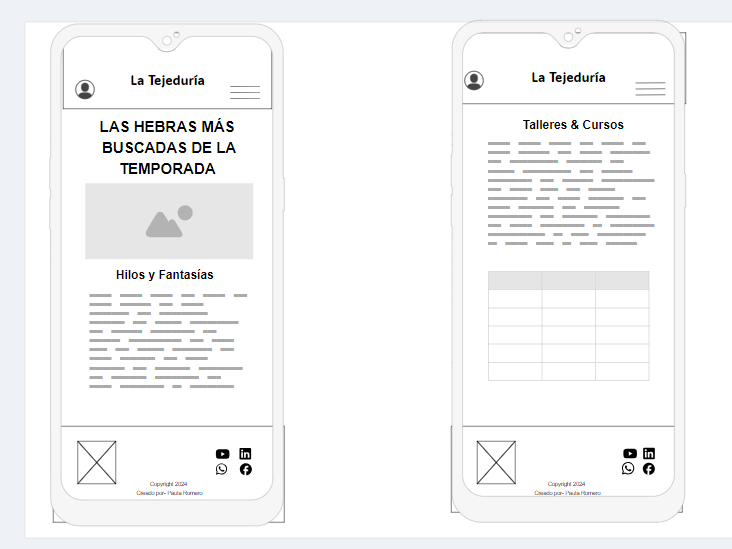 La Tejeduría
LAS HEBRAS MÁS
BUSCADAS DE LA
TEMPORADA
Hilos y Fantasías
Copyright 2024
Creado por- Paula Romero
La Tejeduría
Talleres & Cursos
Copyright 2024
Creado por- Paula Romero